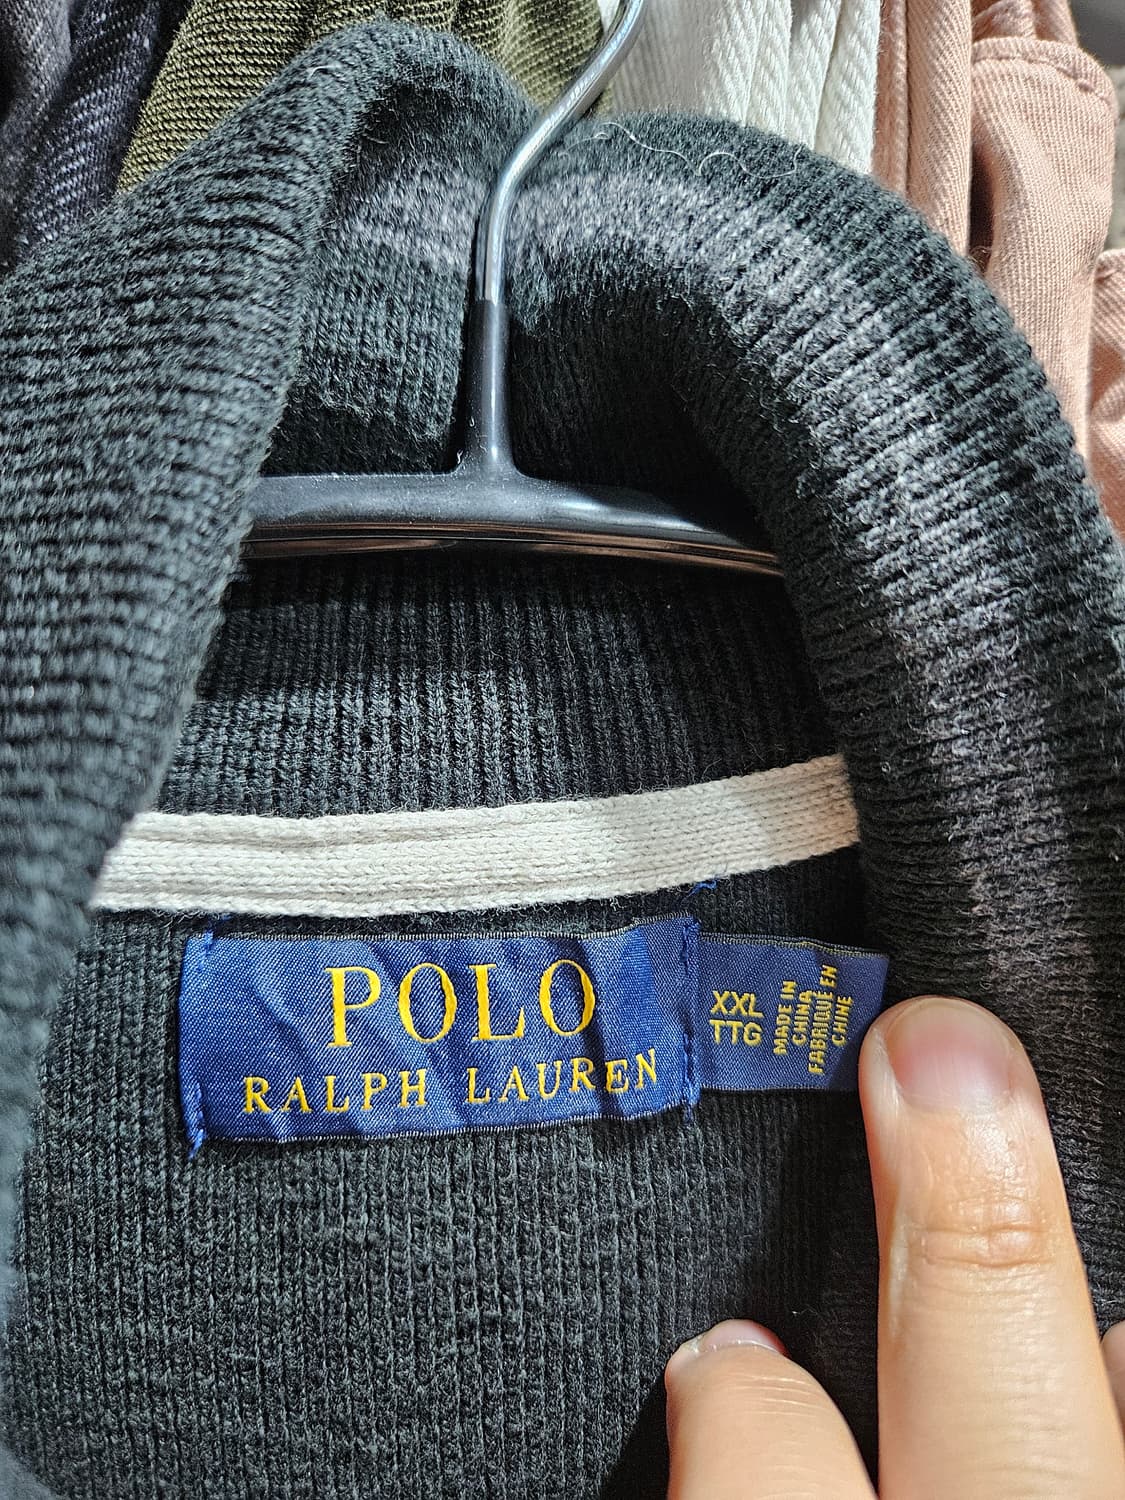 POLO
RALPH LAUREN
XXL
TTG
MADE IN
CHINA
FABRIQUÉ EN
CHINE